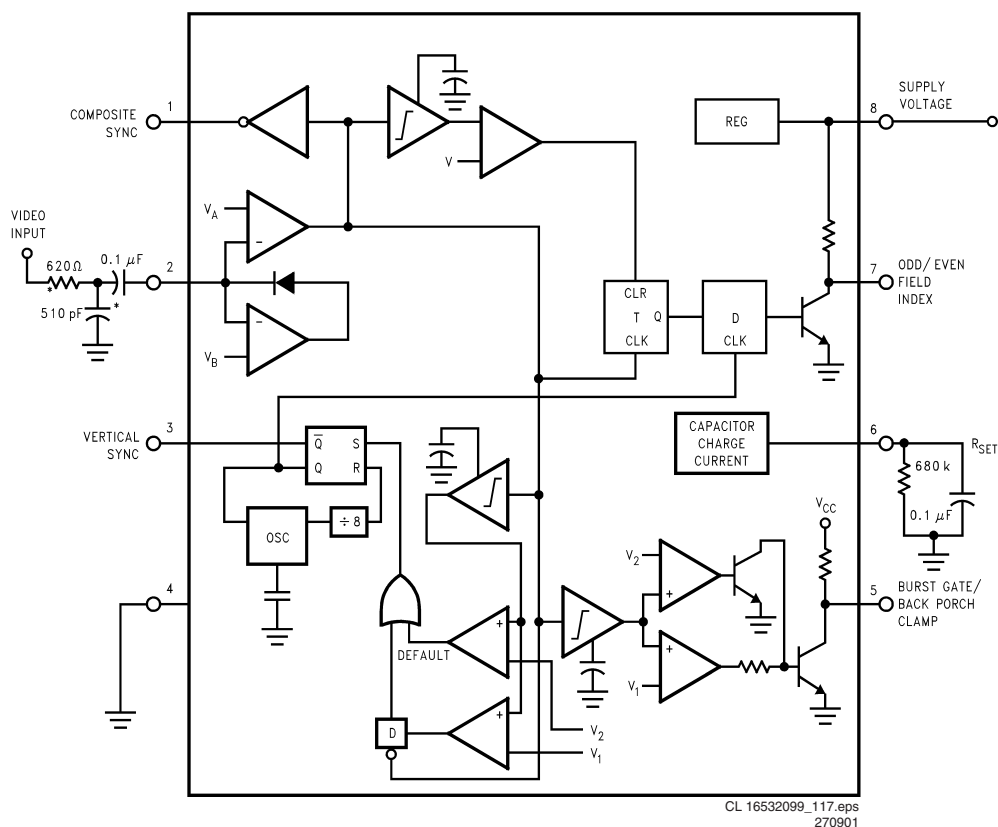 COMPOSITE
SYNC
1
V
REG
8
SUPPLY
VOLTAGE
VIDEO
INPUT
620Ω
*
0.1 µF
*
510 pF
2
V_A
−
−
V_B
CLR
T Q
CLK
D
CLK
7
ODD/EVEN
FIELD
INDEX
VERTICAL
SYNC
3
Q̅ S
Q R
OSC
÷ 8
CAPACITOR
CHARGE
CURRENT
6
R_SET
680 k
0.1 µF
V_CC
4
DEFAULT
+
+
D
V_2
V_1
V_2
+
+
V_1
5
BURST GATE/
BACK PORCH
CLAMP
CL 16532099_117.eps
270901